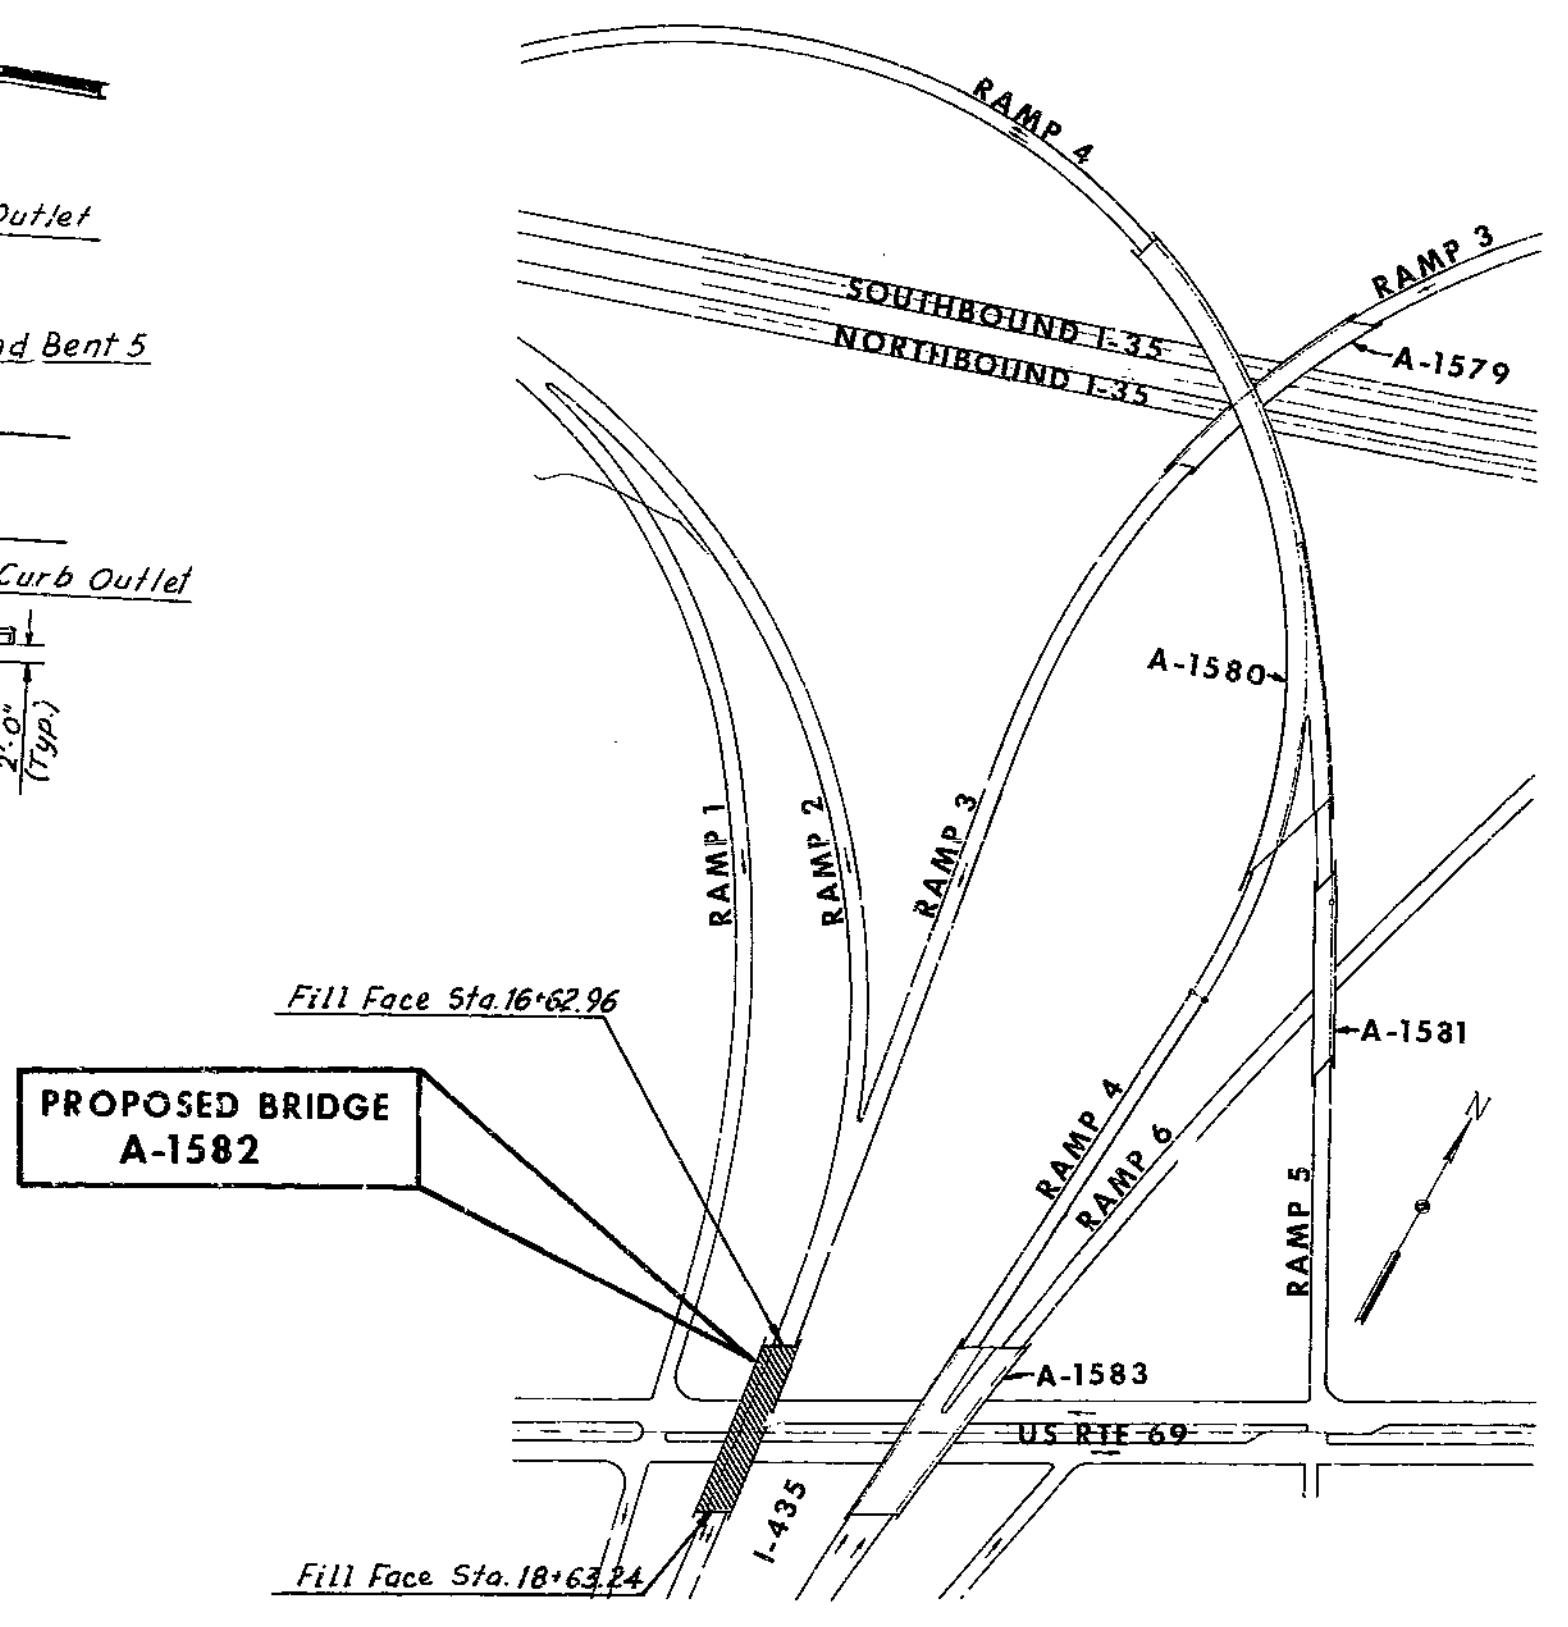 Outlet
nd Bent 5
Curb Outlet
2'-0"
(Typ.)
RAMP 4
RAMP 3
SOUTHBOUND I-35
NORTHBOUND I-35
A-1579
A-1580
RAMP 1
RAMP 2
RAMP 3
Fill Face Sta. 16+62.96
PROPOSED BRIDGE
A-1582
A-1581
RAMP 4
RAMP 6
RAMP 5
N
A-1583
US RTE 69
I-435
Fill Face Sta. 18+63.24